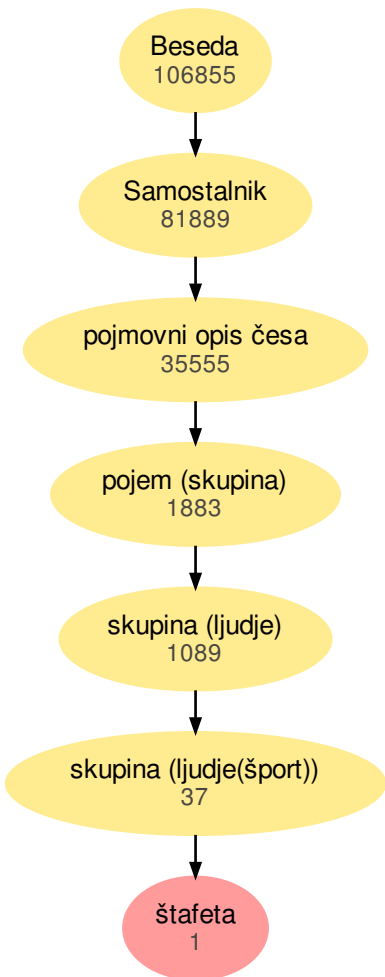 Beseda
106855
Samostalnik
81889
pojmovni opis česa
35555
pojem (skupina)
1883
skupina (ljudje)
1089
skupina (ljudje(šport))
37
štafeta
1